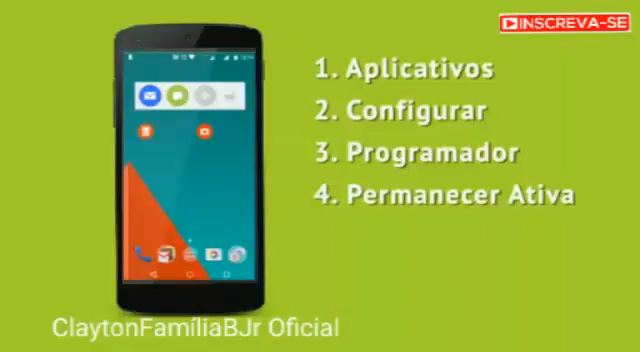 INSCREVA-SE
1. Aplicativos
2. Configurar
3. Programador
4. Permanecer Ativa
ClaytonFamíliaBJr Oficial